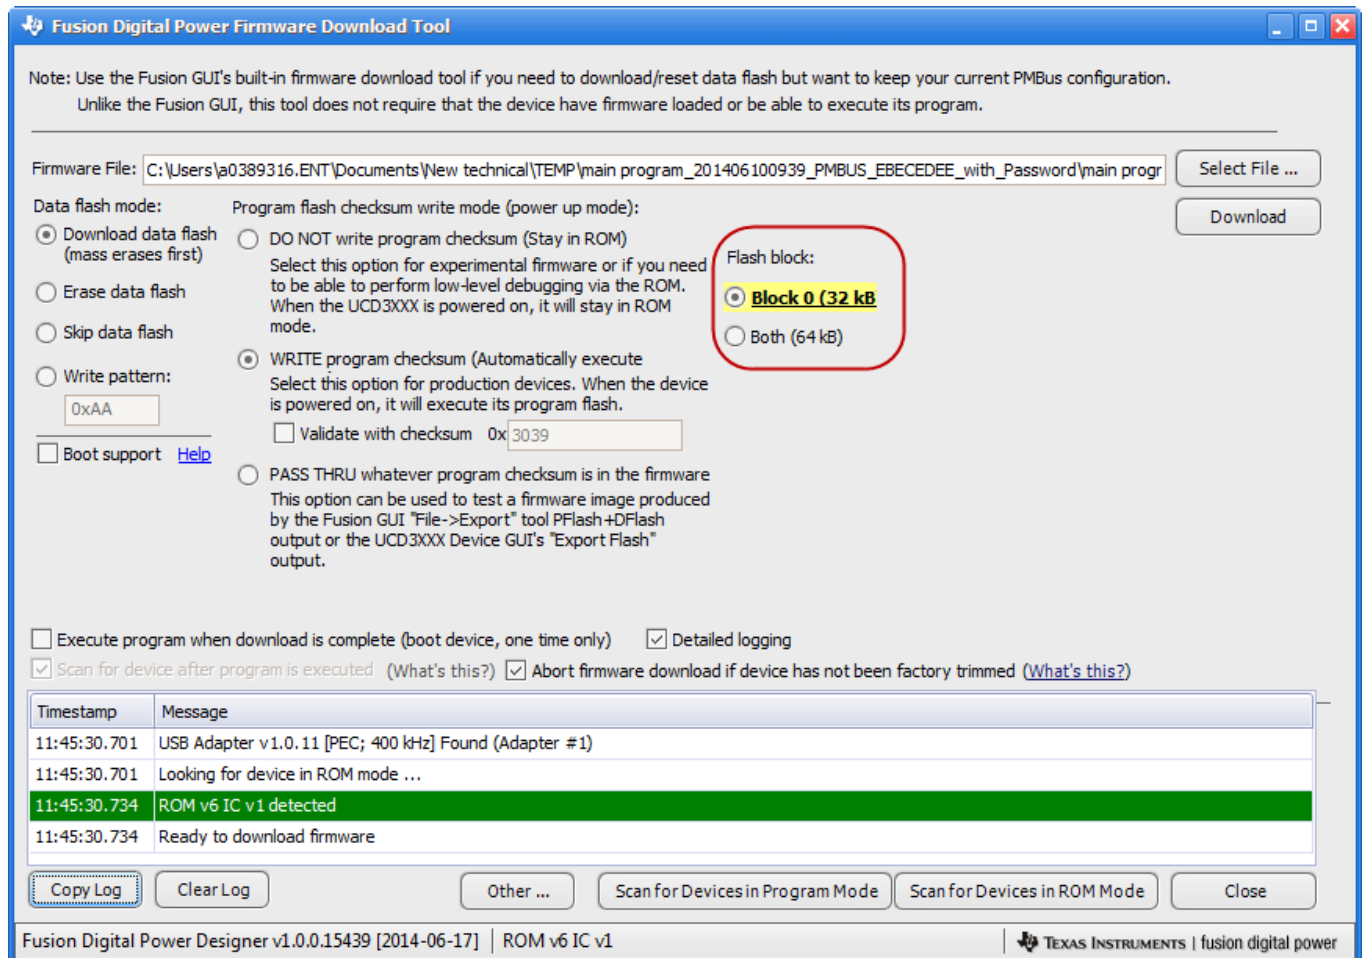 Fusion Digital Power Firmware Download Tool
Note: Use the Fusion GUI's built-in firmware download tool if you need to download/reset data flash but want to keep your current PMBus configuration.
Unlike the Fusion GUI, this tool does not require that the device have firmware loaded or be able to execute its program.
Firmware File: C:\Users\a0389316.ENT\Documents\New technical\TEMP\main program_201406100939_PMBUS_EBECEDEE_with_Password\main progr
Select File ...
Download
Data flash mode:
Download data flash
(mass erases first)
Erase data flash
Skip data flash
Write pattern:
0xAA
Boot support Help
Program flash checksum write mode (power up mode):
DO NOT write program checksum (Stay in ROM)
Select this option for experimental firmware or if you need
to be able to perform low-level debugging via the ROM.
When the UCD3XXX is powered on, it will stay in ROM
mode.
WRITE program checksum (Automatically execute
Select this option for production devices. When the device
is powered on, it will execute its program flash.
Validate with checksum 0x 3039
PASS THRU whatever program checksum is in the firmware
This option can be used to test a firmware image produced
by the Fusion GUI "File->Export" tool PFlash+DFlash
output or the UCD3XXX Device GUI's "Export Flash"
output.
Flash block:
Block 0 (32 kB
Both (64 kB)
Execute program when download is complete (boot device, one time only) Detailed logging
Scan for device after program is executed (What's this?) Abort firmware download if device has not been factory trimmed (What's this?)
Timestamp Message
11:45:30.701 USB Adapter v1.0.11 [PEC; 400 kHz] Found (Adapter #1)
11:45:30.701 Looking for device in ROM mode ...
11:45:30.734 ROM v6 IC v1 detected
11:45:30.734 Ready to download firmware
Copy Log Clear Log Other ... Scan for Devices in Program Mode Scan for Devices in ROM Mode Close
Fusion Digital Power Designer v1.0.0.15439 [2014-06-17] ROM v6 IC v1 TEXAS INSTRUMENTS | fusion digital power